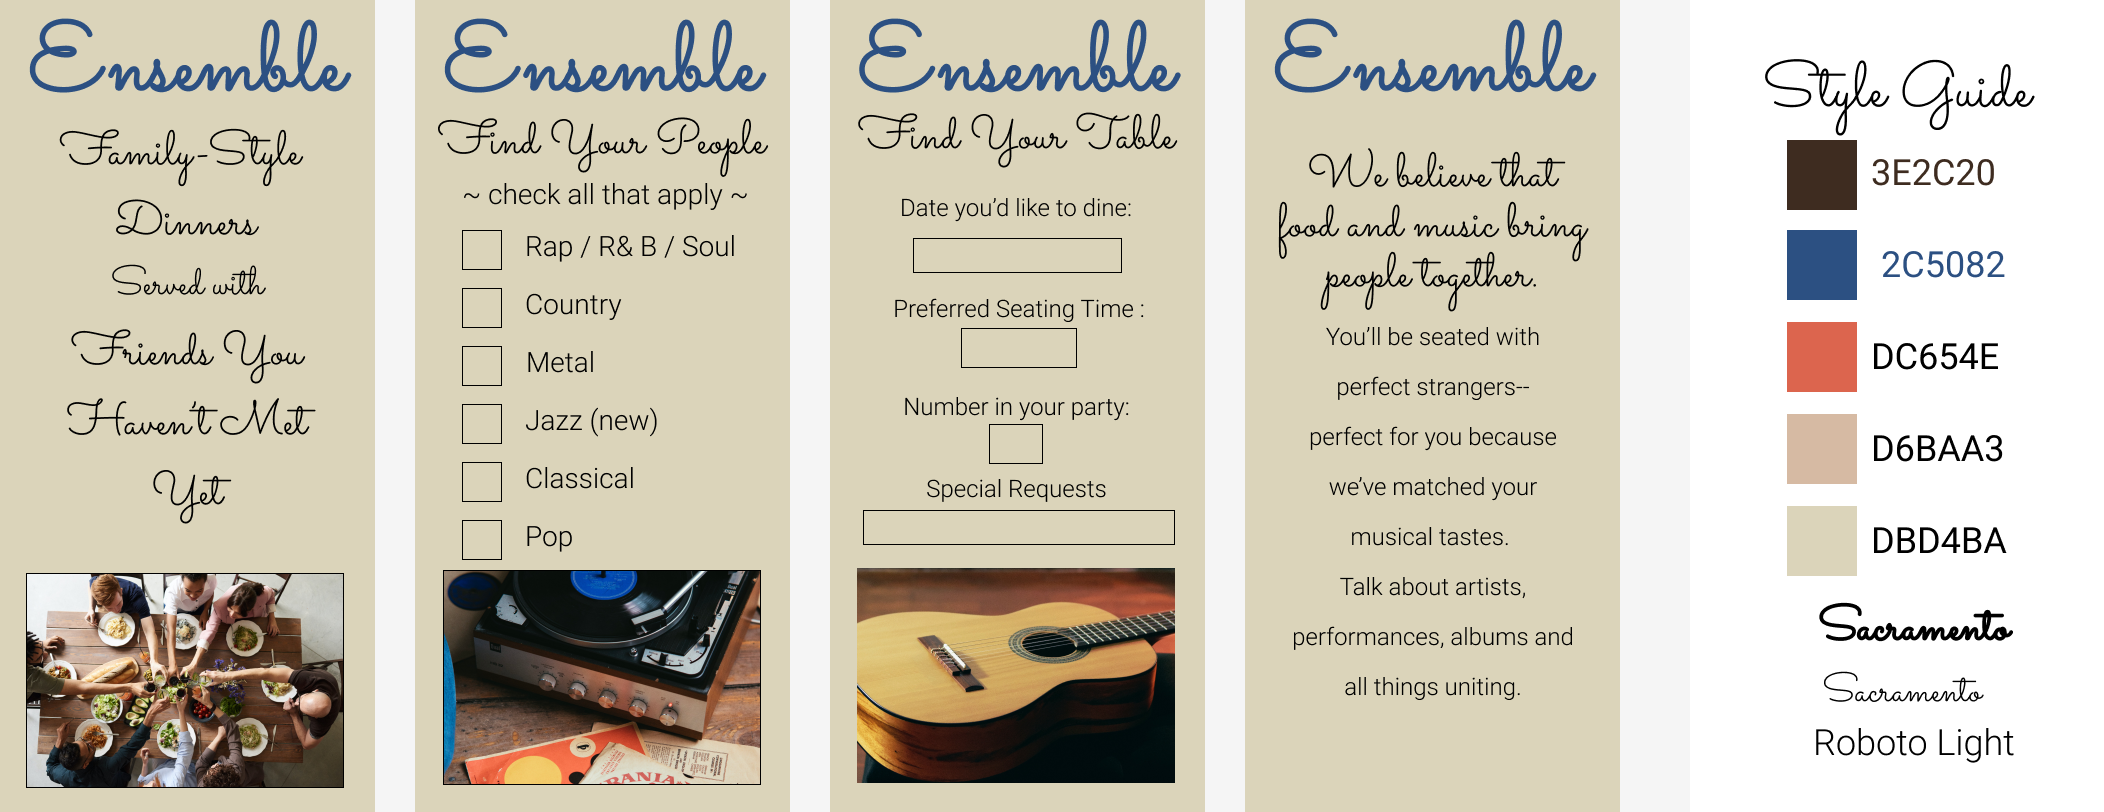 Ensemble
Family-Style
Dinners
Served with
Friends You
Haven't Met
Yet
Ensemble
Find Your People
~ check all that apply ~
Rap / R& B / Soul
Country
Metal
Jazz (new)
Classical
Pop
Ensemble
Find Your Table
Date you'd like to dine:
Preferred Seating Time :
Number in your party:
Special Requests
Ensemble
We believe that
food and music bring
people together.
You'll be seated with
perfect strangers--
perfect for you because
we've matched your
musical tastes.
Talk about artists,
performances, albums and
all things uniting.
Style Guide
3E2C20
2C5082
DC654E
D6BAA3
DBD4BA
Sacramento
Sacramento
Roboto Light